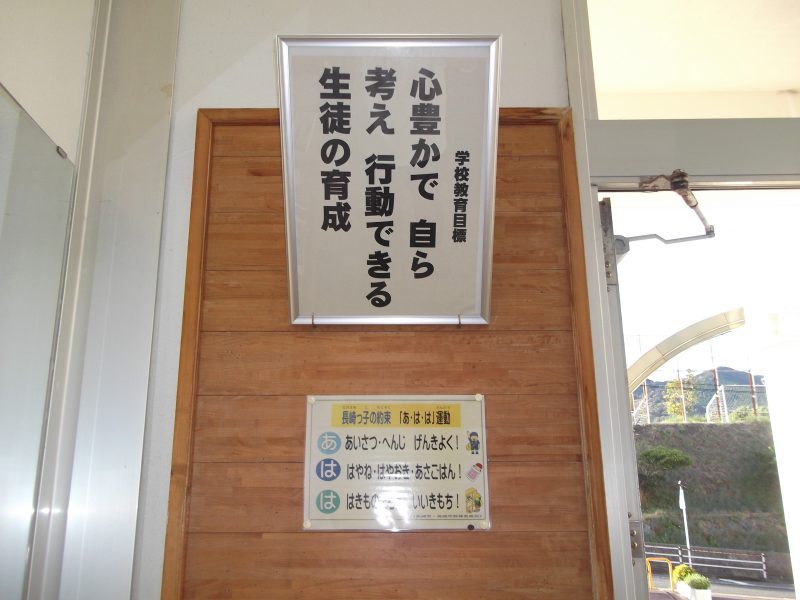 学校教育目標
心豊かで 自ら
考え 行動できる
生徒の育成
長崎っ子の約束 「あ・は・は」運動
あ あいさつ・へんじ げんきよく!
は はやね・はやおき・あさごはん!
は はきもの いいきもち!